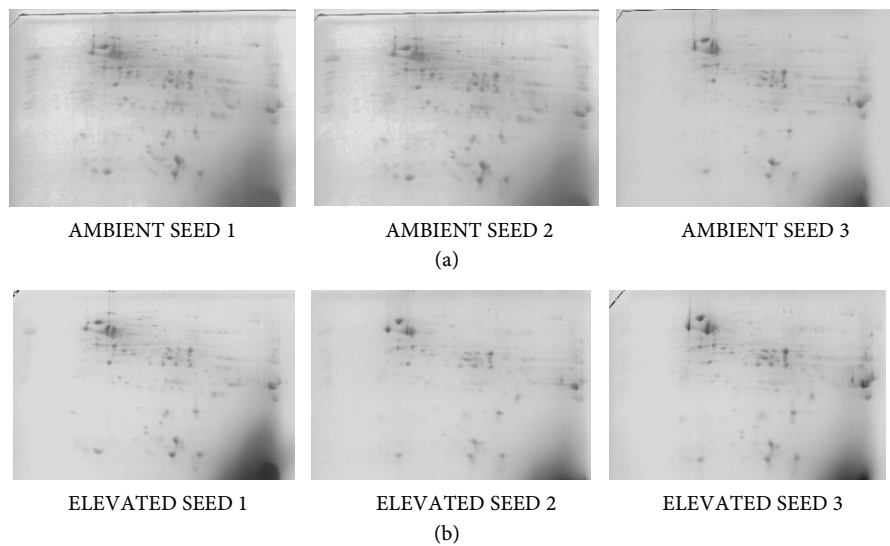 AMBIENT SEED 1 AMBIENT SEED 2 AMBIENT SEED 3
(a)
ELEVATED SEED 1 ELEVATED SEED 2 ELEVATED SEED 3
(b)